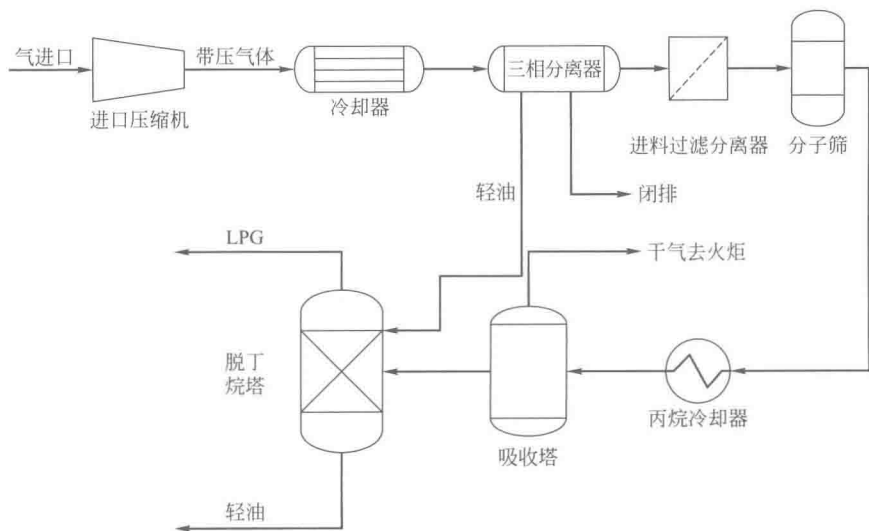 气进口
带压气体
进口压缩机
冷却器
三相分离器
进料过滤分离器
分子筛
轻油
闭排
LPG
干气去火炬
脱丁
烷塔
丙烷冷却器
吸收塔
轻油